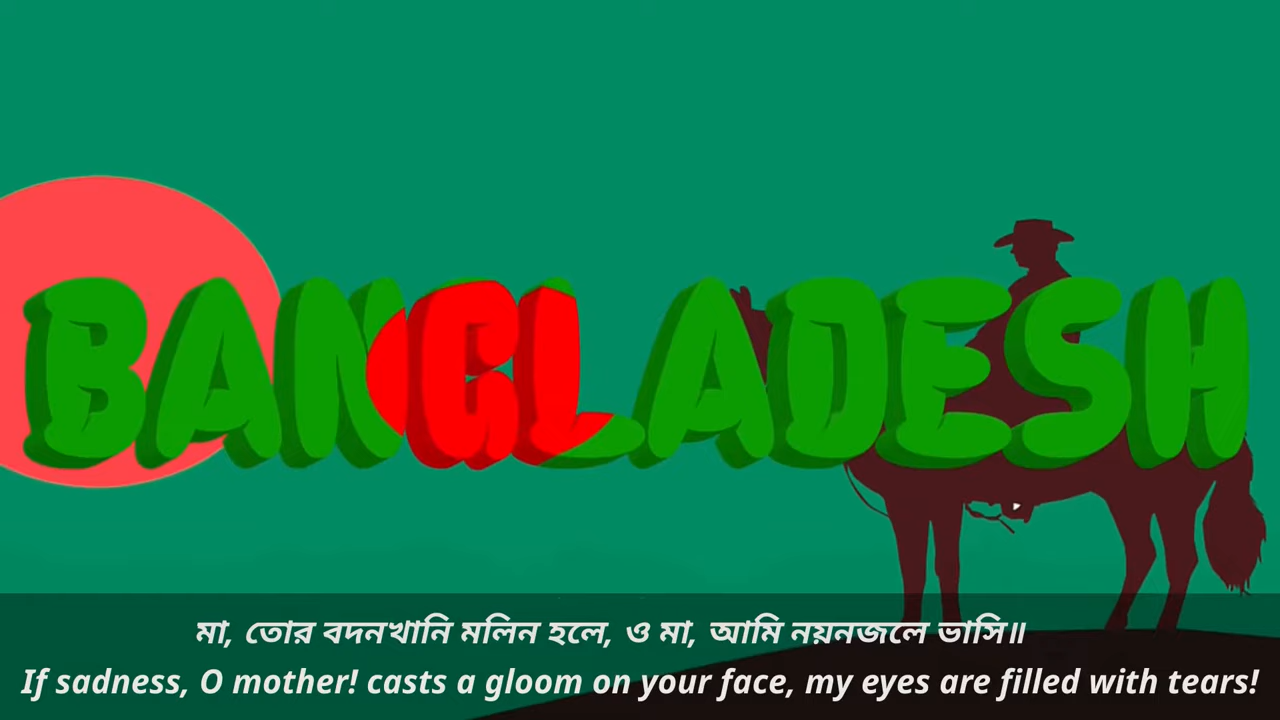 BANGLADESH
মা, তোর বদনখানি মলিন হলে, ও মা, আমি নয়নজলে ভাসি॥
If sadness, O mother! casts a gloom on your face, my eyes are filled with tears!